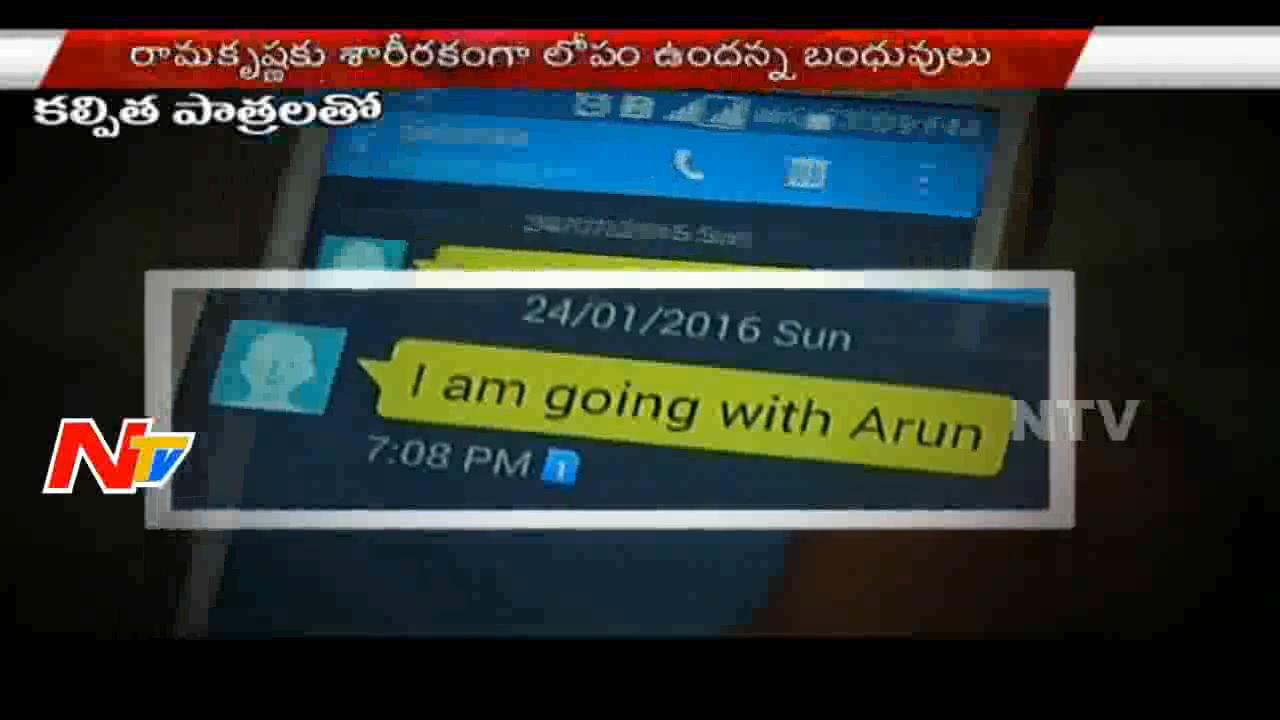 రామకృష్ణకు శారీరకంగా లోపం ఉందన్న బంధువులు
కల్పిత పాత్రలతో
24/01/2016 Sun
I am going with Arun
7:08 PM 1
NTV
NTV